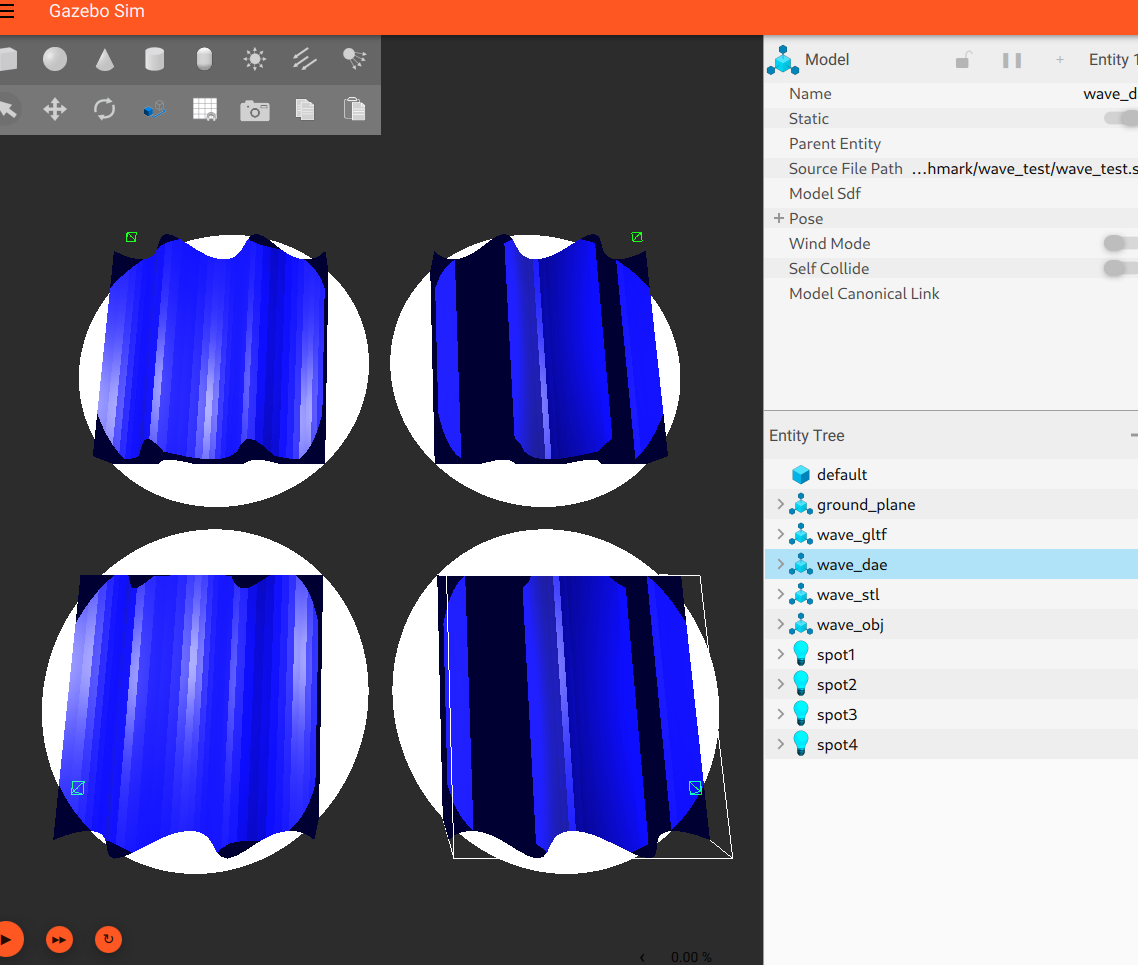 Gazebo Sim
Model
Entity 1
Name
wave_d
Static
Parent Entity
Source File Path
...hmark/wave_test/wave_test.s
Model Sdf
Pose
Wind Mode
Self Collide
Model Canonical Link
Entity Tree
default
ground_plane
wave_gltf
wave_dae
wave_stl
wave_obj
spot1
spot2
spot3
spot4
0.00 %